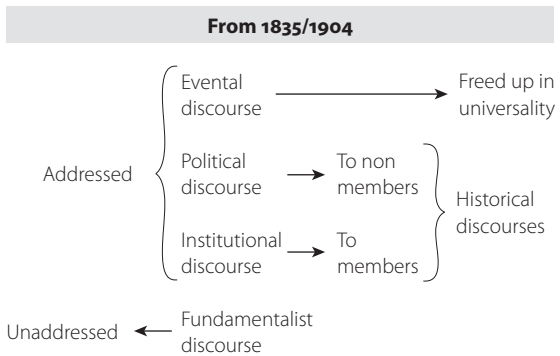 From 1835/1904
Evental
discourse
Freed up in
universality
Addressed
Political
discourse
To non
members
Historical
discourses
Institutional
discourse
To
members
Unaddressed
Fundamentalist
discourse